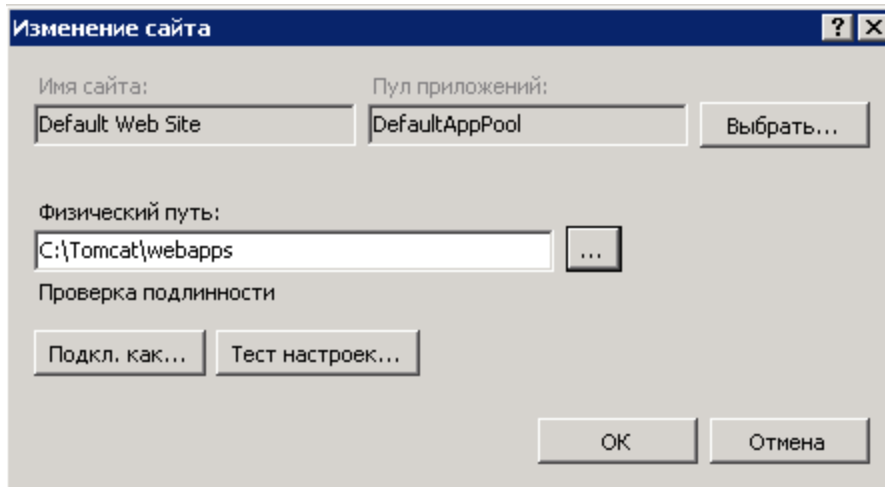 Изменение сайта
Имя сайта: Пул приложений:
Default Web Site DefaultAppPool Выбрать...
Физический путь:
C:\Tomcat\webapps ...
Проверка подлинности
Подкл. как... Тест настроек...
ОК Отмена